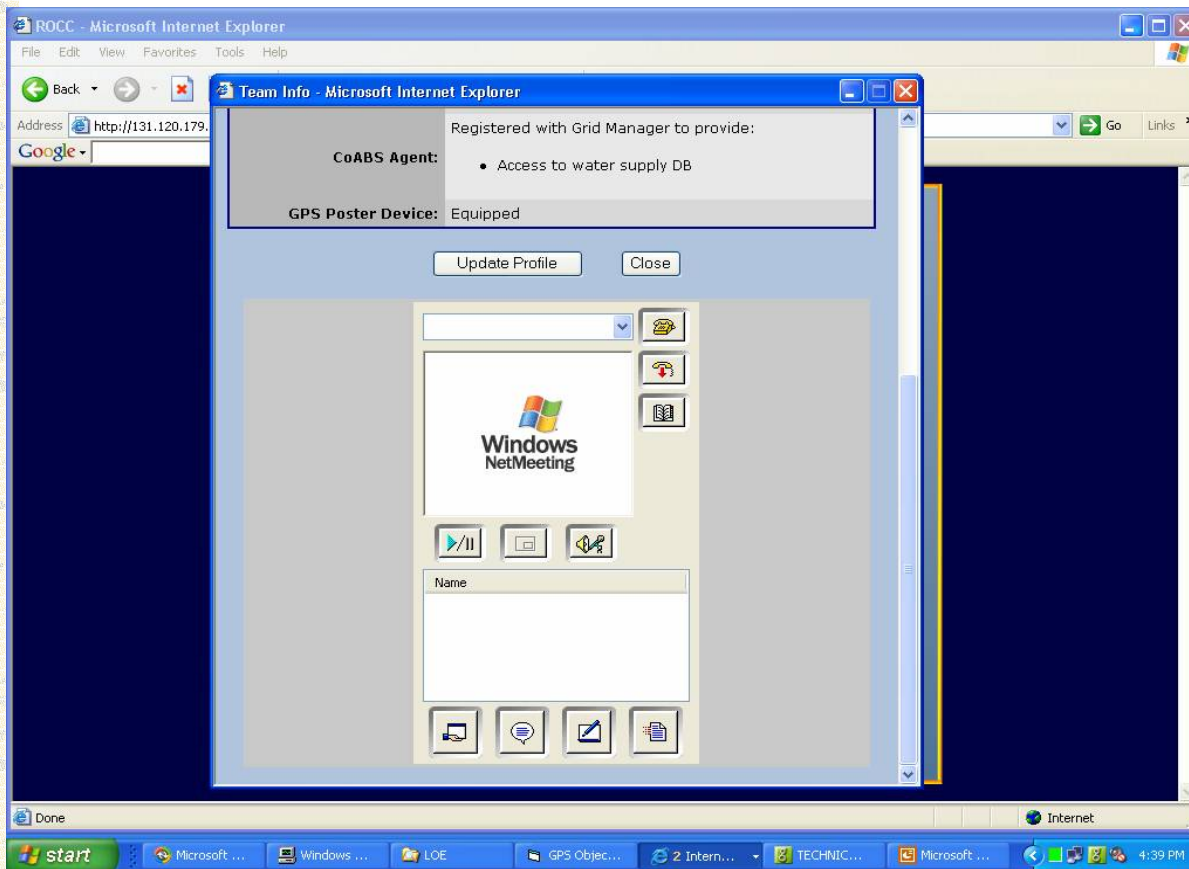 ROCC - Microsoft Internet Explorer
File Edit View Favorites Tools Help
Back
Team Info - Microsoft Internet Explorer
Address http://131.120.179. Go Links
Google
Registered with Grid Manager to provide:
CoABS Agent:
• Access to water supply DB
GPS Poster Device: Equipped
Update Profile Close
Windows
NetMeeting
Name
Done Internet
start Microsoft ... Windows ... LOE GPS Objec... 2 Intern... TECHNIC... Microsoft ... 4:39 PM